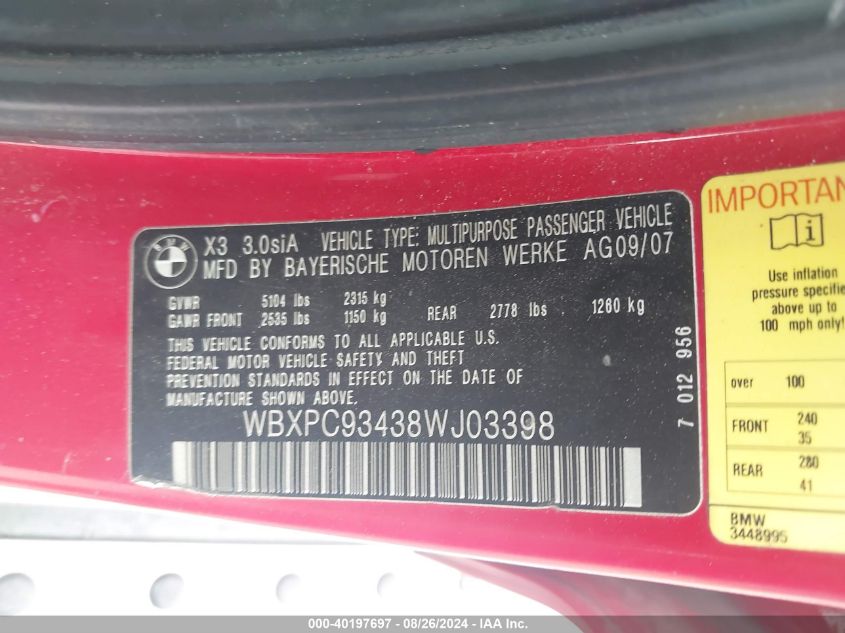 BMW
X3 3.0siA VEHICLE TYPE: MULTIPURPOSE PASSENGER VEHICLE
MFD BY BAYERISCHE MOTOREN WERKE AG09/07
GVWR 5104 lbs 2315 kg
GAWR FRONT 2535 lbs 1150 kg REAR 2778 lbs 1260 kg
THIS VEHICLE CONFORMS TO ALL APPLICABLE U.S.
FEDERAL MOTOR VEHICLE SAFETY AND THEFT
PREVENTION STANDARDS IN EFFECT ON THE DATE OF
MANUFACTURE SHOWN ABOVE.
WBXPC93438WJ03398
7 012 956
IMPORTAN
Use inflation
pressure specifie
above up to
100 mph only!
over 100
FRONT 240
35
REAR 280
41
BMW
3448995
000-40197697 - 08/26/2024 - IAA Inc.